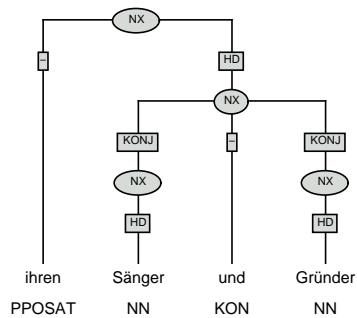 NX
– HD
NX
KONJ – KONJ
NX NX
HD HD
ihren Sänger und Gründer
PPOSAT NN KON NN